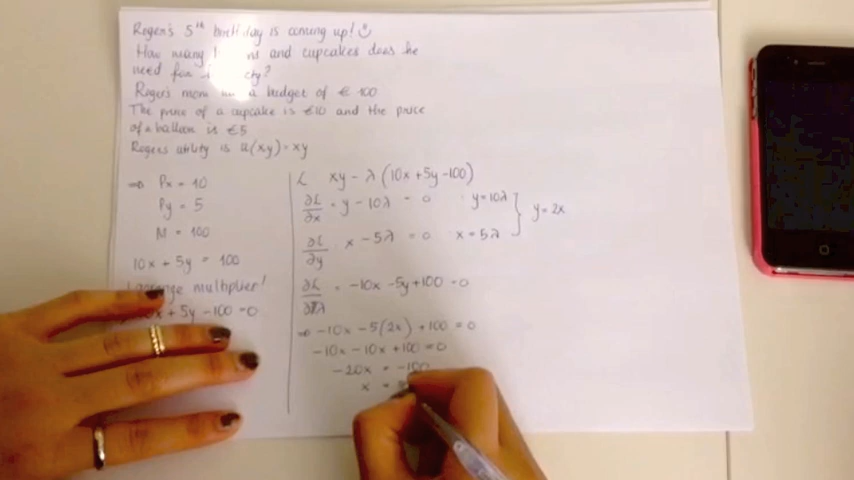 Roger's 5th birthday is coming up! ☺
How many and cupcakes does he
need for
Roger's mom a budget of € 100
The price of a cupcake is €10 and the price
of a balloon is €5
Rogers utility is u(xy) = xy
⇒ Px = 10
Py = 5
M = 100
10x + 5y = 100
Lagrange multiplier!
10x + 5y - 100 = 0
L xy - λ (10x + 5y - 100)
∂L/∂x = y - 10λ = 0 : y = 10λ
∂L/∂y : x - 5λ = 0 x = 5λ } y = 2x
∂L/∂λ = -10x - 5y + 100 = 0
⇒ -10x - 5(2x) + 100 = 0
-10x - 10x + 100 = 0
-20x = -100
x =